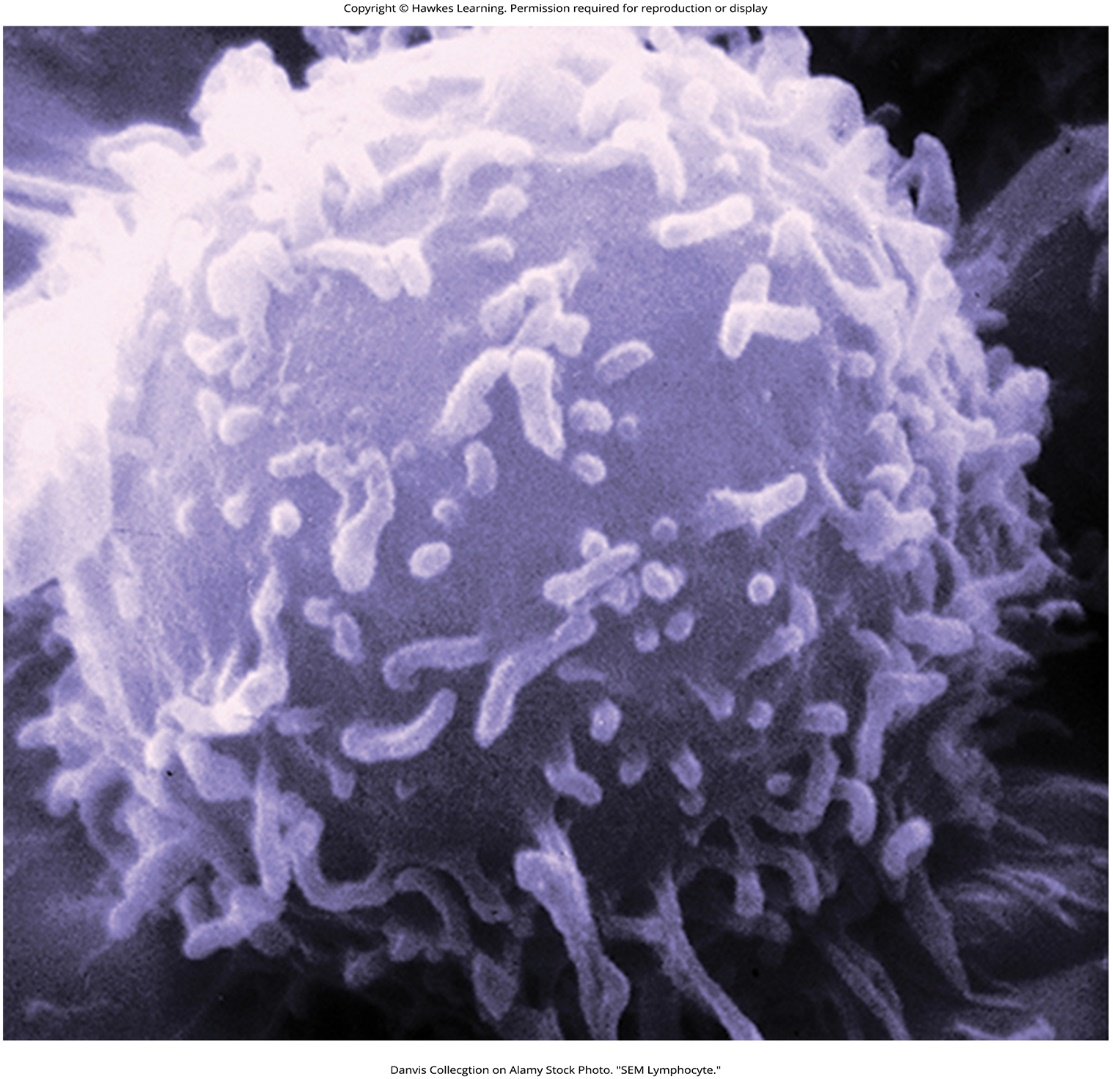 Copyright © Hawkes Learning. Permission required for reproduction or display
Danvis Collecgtion on Alamy Stock Photo. "SEM Lymphocyte."